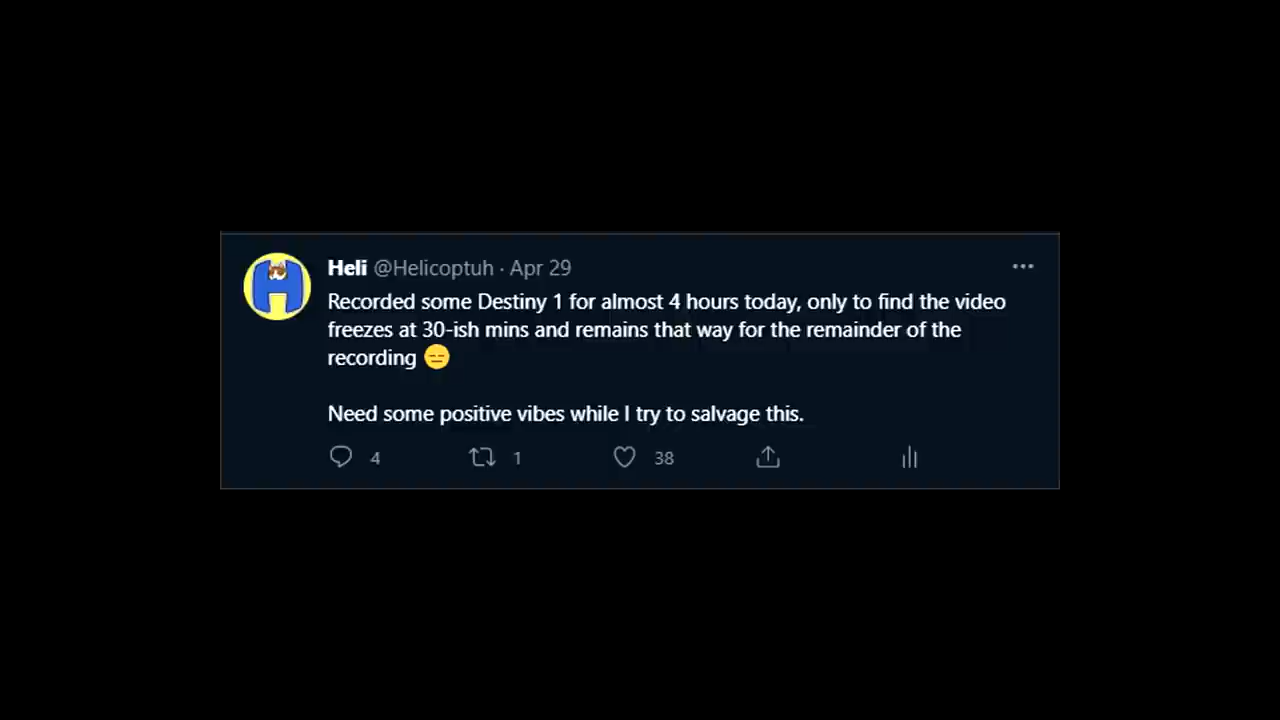 Heli @Helicoptuh · Apr 29
Recorded some Destiny 1 for almost 4 hours today, only to find the video
freezes at 30-ish mins and remains that way for the remainder of the
recording 😑
Need some positive vibes while I try to salvage this.
4 1 38